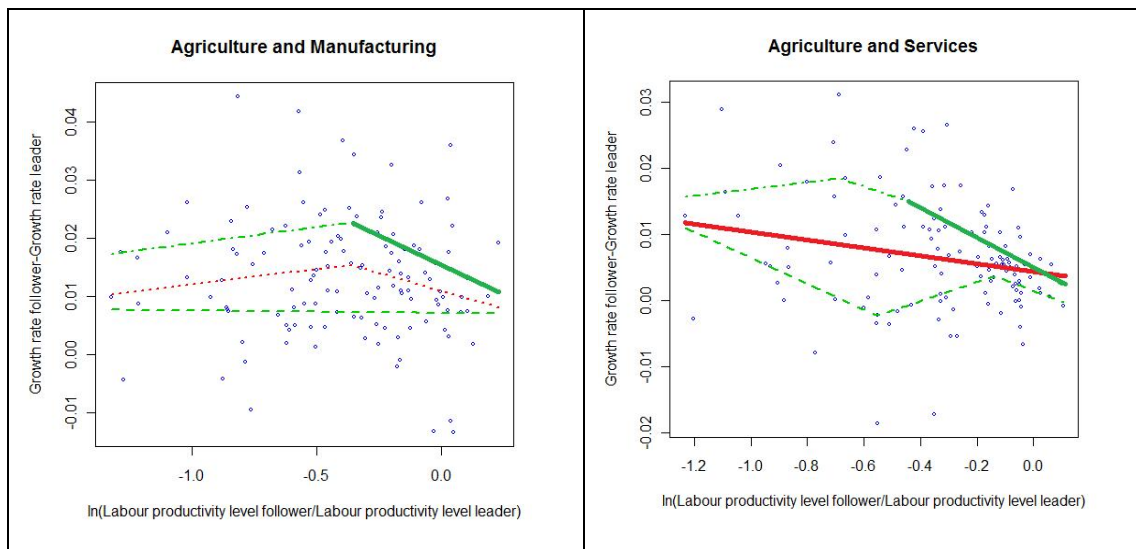 Agriculture and Manufacturing
Growth rate follower-Growth rate leader
0.04
0.03
0.02
0.01
0.00
-0.01
-1.0 -0.5 0.0
ln(Labour productivity level follower/Labour productivity level leader)
Agriculture and Services
Growth rate follower-Growth rate leader
0.03
0.02
0.01
0.00
-0.01
-0.02
-1.2 -1.0 -0.8 -0.6 -0.4 -0.2 0.0
ln(Labour productivity level follower/Labour productivity level leader)